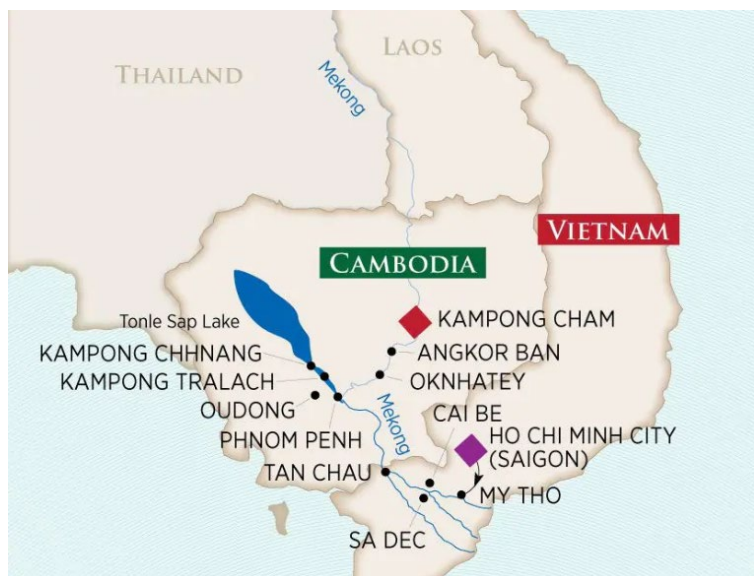 LAOS
THAILAND
Mekong
VIETNAM
CAMBODIA
Tonle Sap Lake
KAMPONG CHAM
KAMPONG CHHNANG
ANGKOR BAN
KAMPONG TRALACH
OKNHATEY
OUDONG
Mekong
CAI BE
PHNOM PENH
HO CHI MINH CITY
(SAIGON)
TAN CHAU
MY THO
SA DEC